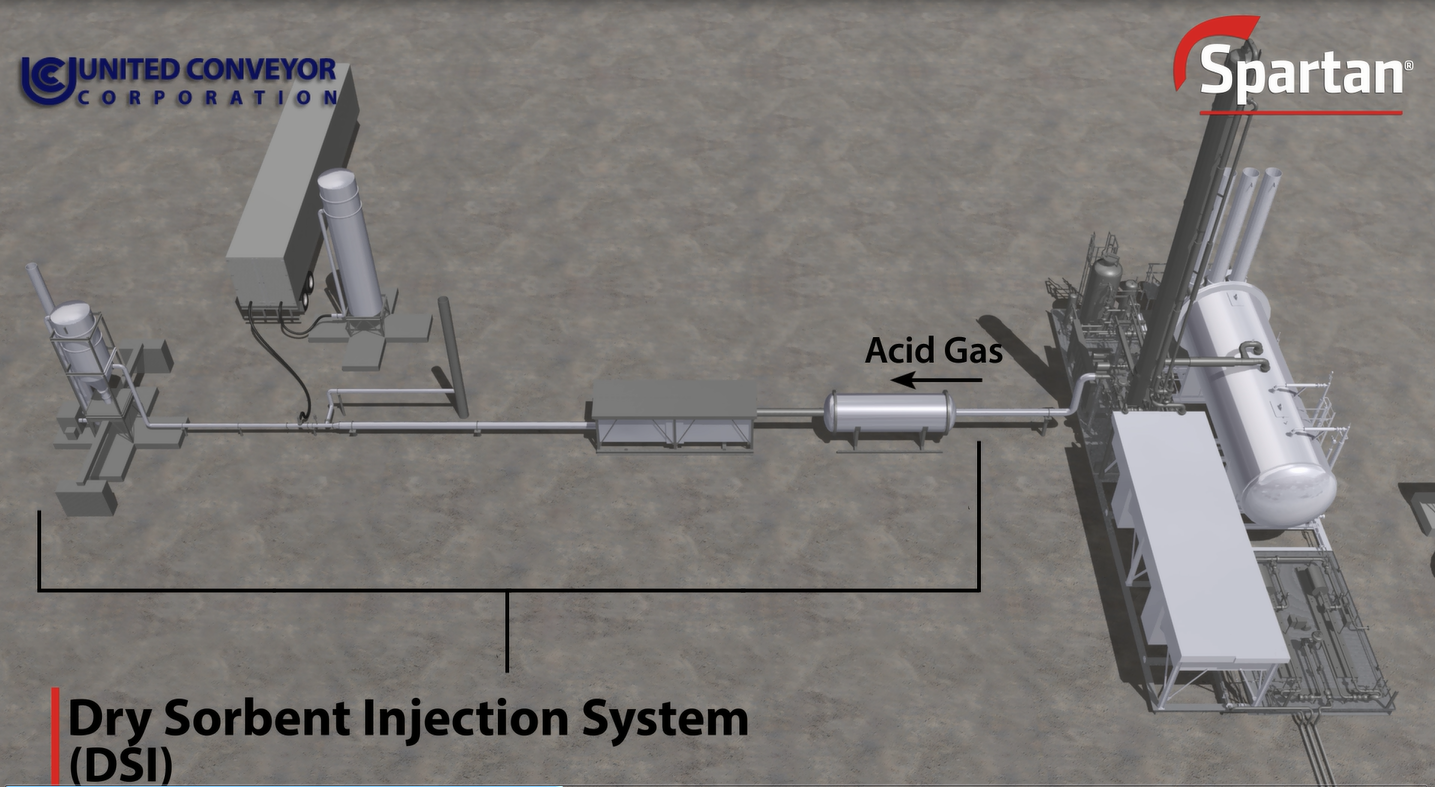 UNITED CONVEYOR
CORPORATION
Spartan®
Acid Gas
Dry Sorbent Injection System
(DSI)